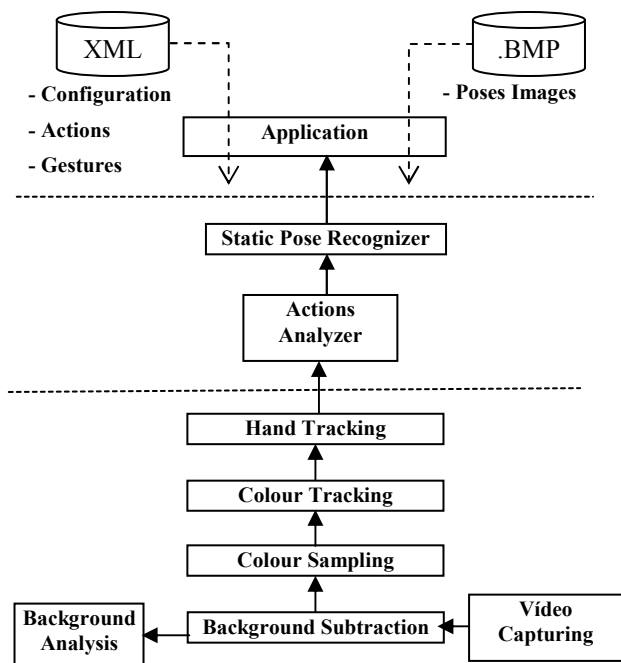 XML
.BMP
- Configuration
- Actions
- Gestures
- Poses Images
Application
Static Pose Recognizer
Actions
Analyzer
Hand Tracking
Colour Tracking
Colour Sampling
Background
Analysis
Background Subtraction
Vídeo
Capturing